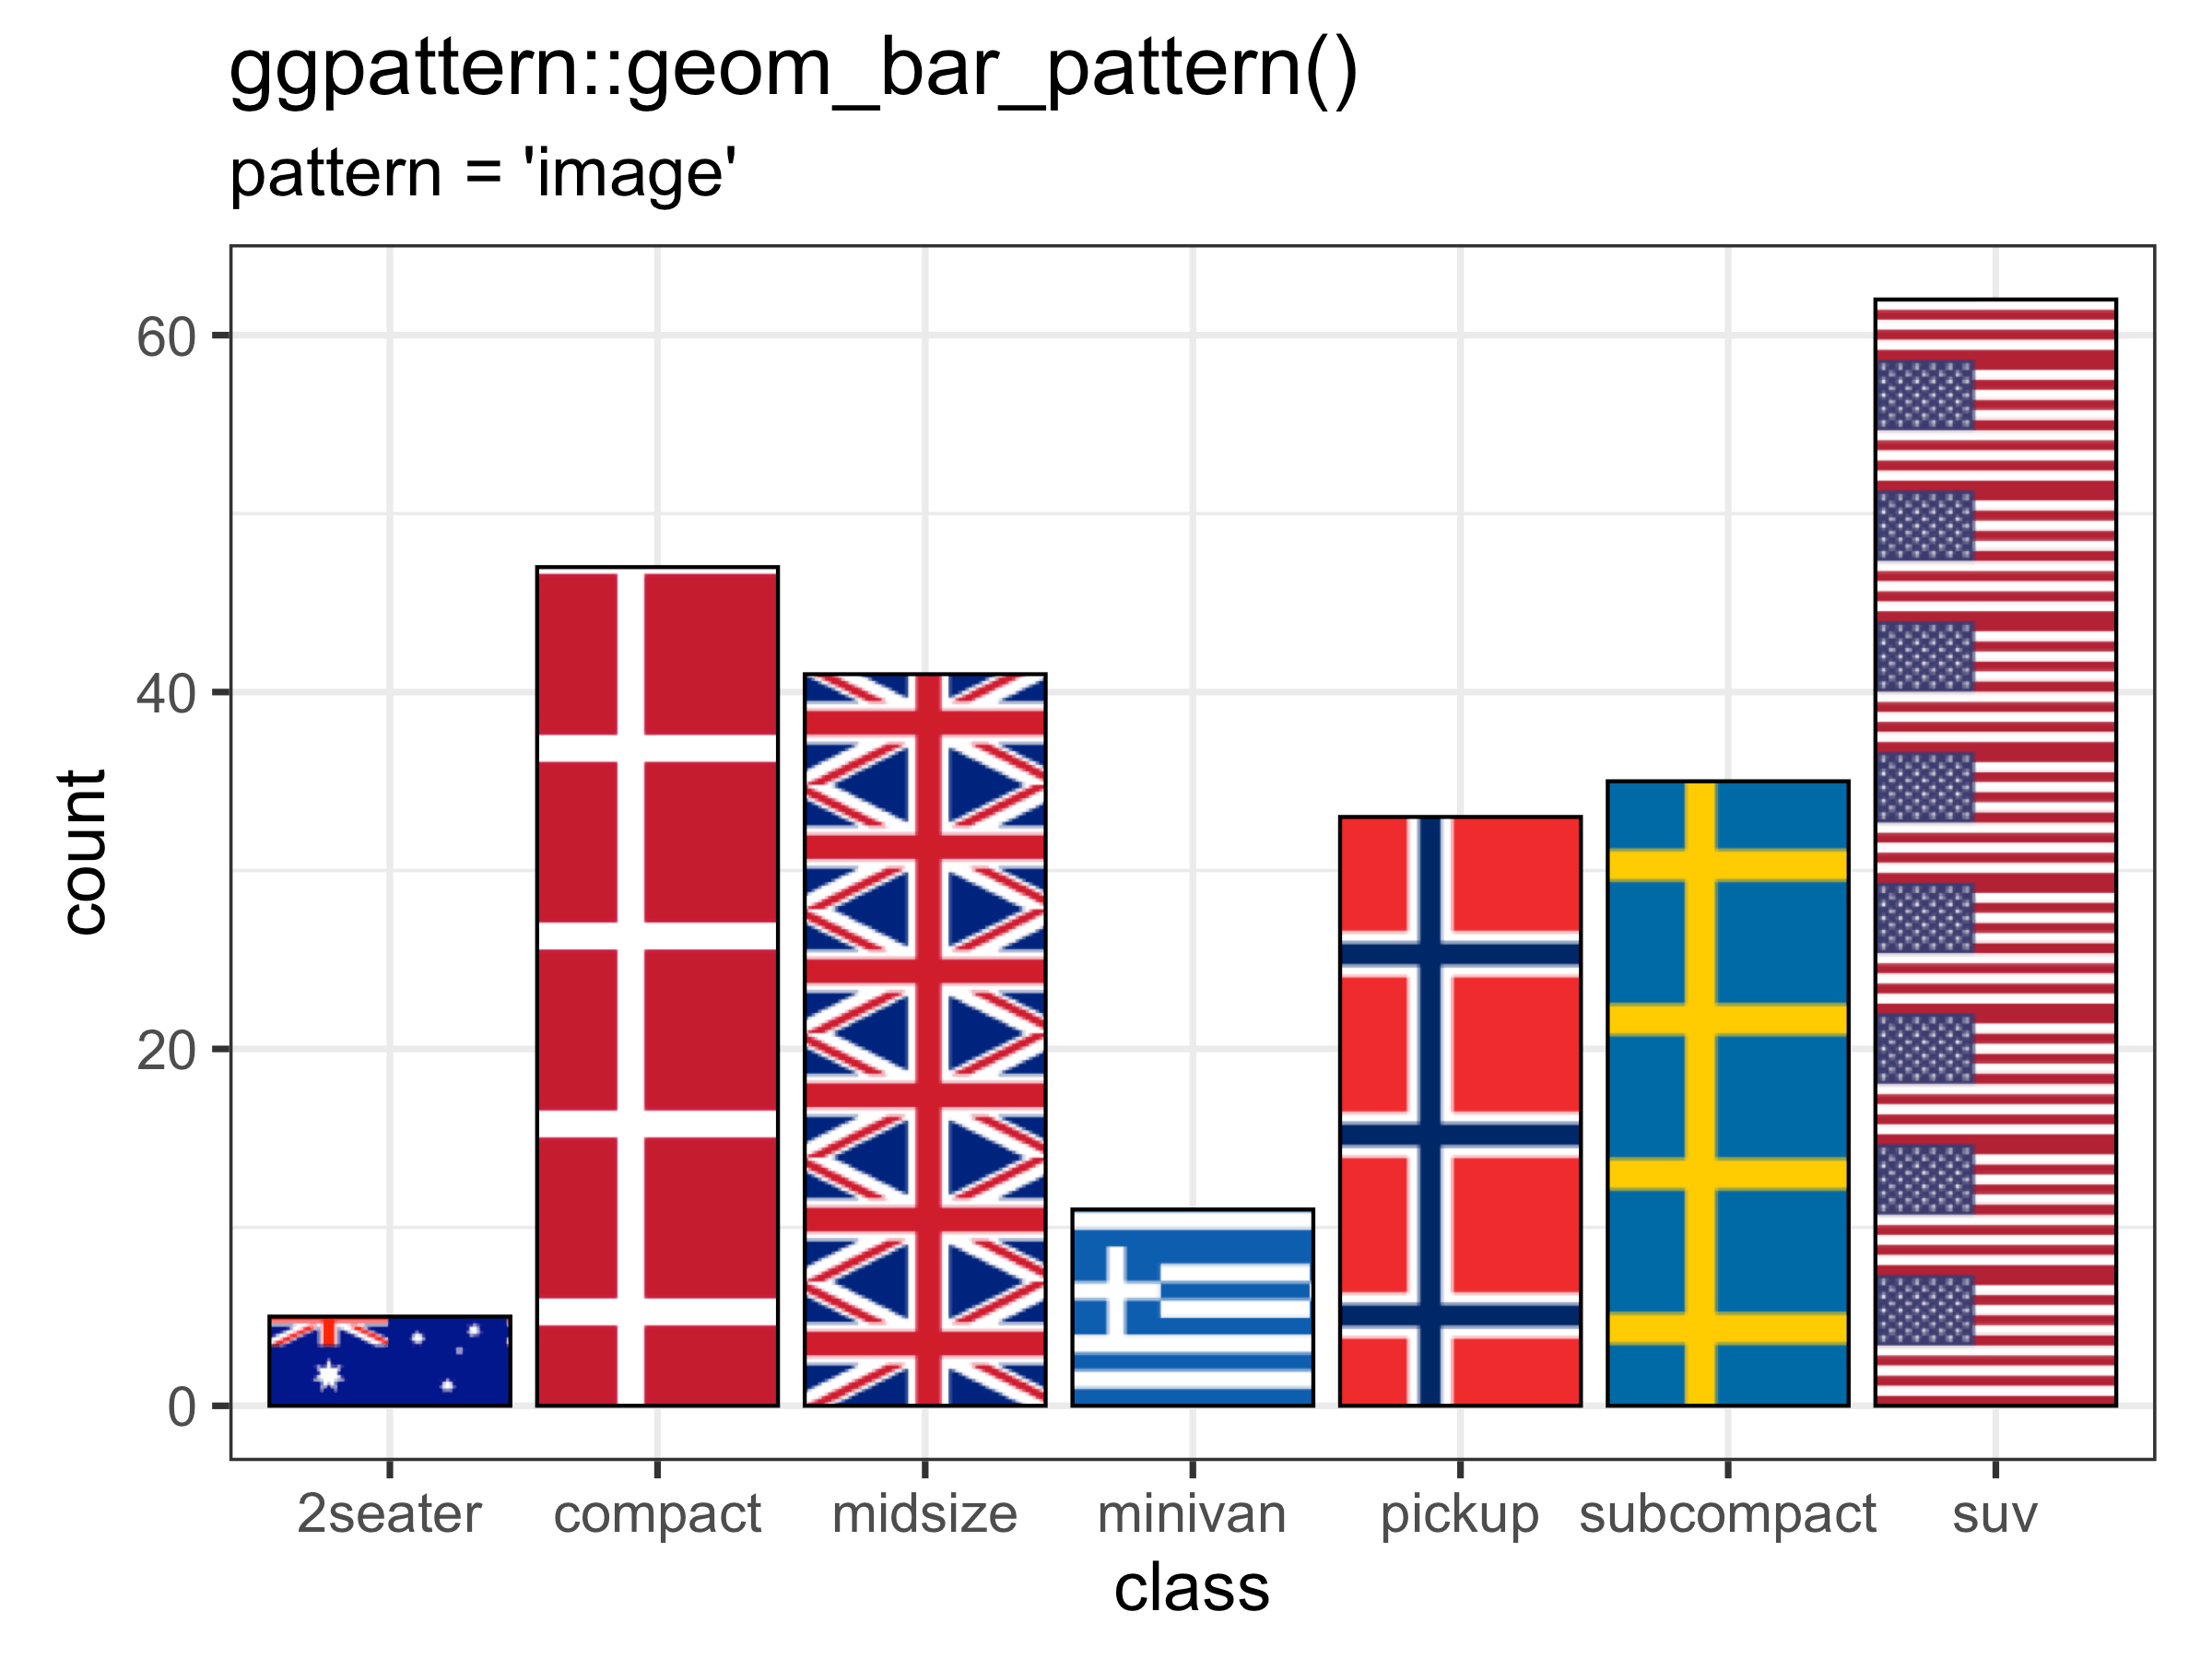 ggpattern::geom_bar_pattern()
pattern = 'image'
60
40
20
0
count
2seater compact midsize minivan pickup subcompact suv
class